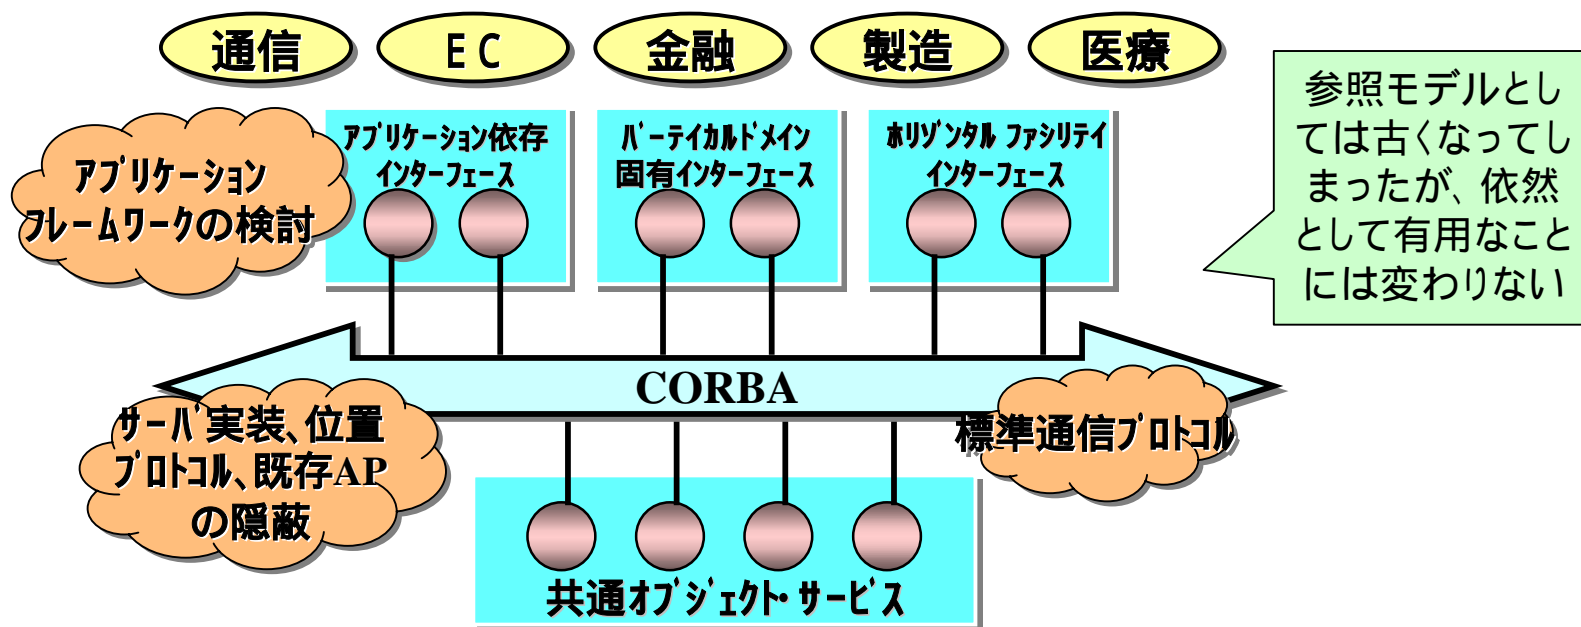 通信
EC
金融
製造
医療
参照モデルとし
ては古くなってし
まったが、依然
として有用なこと
には変わりない
アプリケーション
フレームワークの検討
アプリケーション依存
インターフェース
バーテイカルドメイン
固有インターフェース
ホリゾンタル ファシリテイ
インターフェース
CORBA
サーバ実装、位置
プロトコル、既存AP
の隠蔽
標準通信プロトコル
共通オブジェクト・サービス